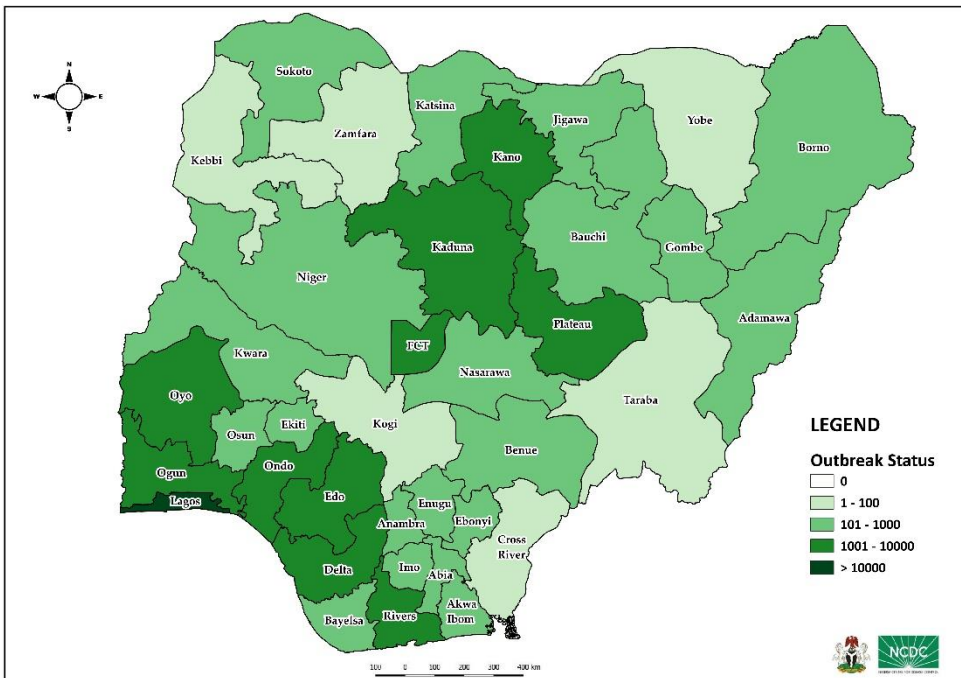 N
W
E
S
Sokoto
Katsina
Jigawa
Yobe
Borno
Zamfara
Kebbi
Kano
Kaduna
Bauchi
Gombe
Niger
Adamawa
Plateau
FCT
Kwara
Nasarawa
Taraba
Oyo
Kogi
Osun
Ekiti
Benue
Ogun
Ondo
Lagos
Edo
Enugu
Anambra
Ebonyi
Cross
River
Delta
Imo
Abia
Akwa
Ibom
Bayelsa
Rivers
LEGEND
Outbreak Status
0
1 - 100
101 - 1000
1001 - 10000
> 10000
100 0 100 200 300 400 km
NCDC